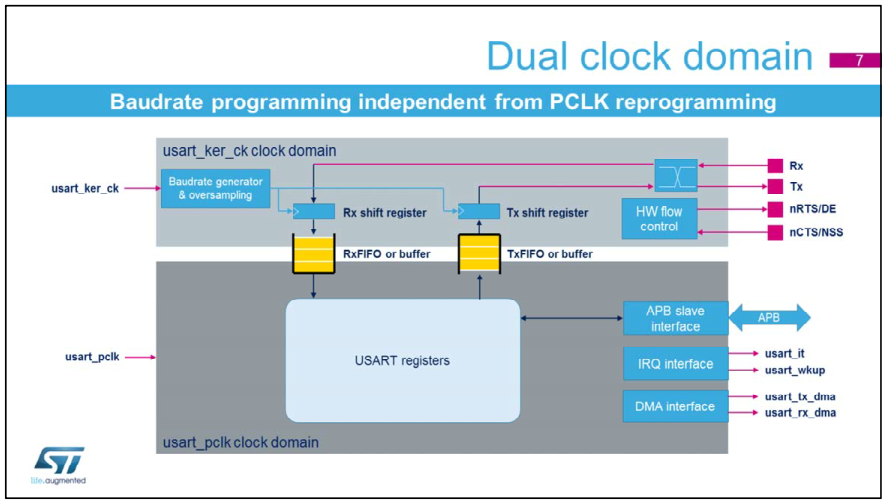 Dual clock domain
7
Baudrate programming independent from PCLK reprogramming
usart_ker_ck clock domain
usart_ker_ck
Baudrate generator
& oversampling
Rx shift register
Tx shift register
HW flow
control
Rx
Tx
nRTS/DE
nCTS/NSS
RxFIFO or buffer
TxFIFO or buffer
usart_pclk
USART registers
APB slave
interface
APB
IRQ interface
usart_it
usart_wkup
DMA interface
usart_tx_dma
usart_rx_dma
usart_pclk clock domain
ST
life.augmented